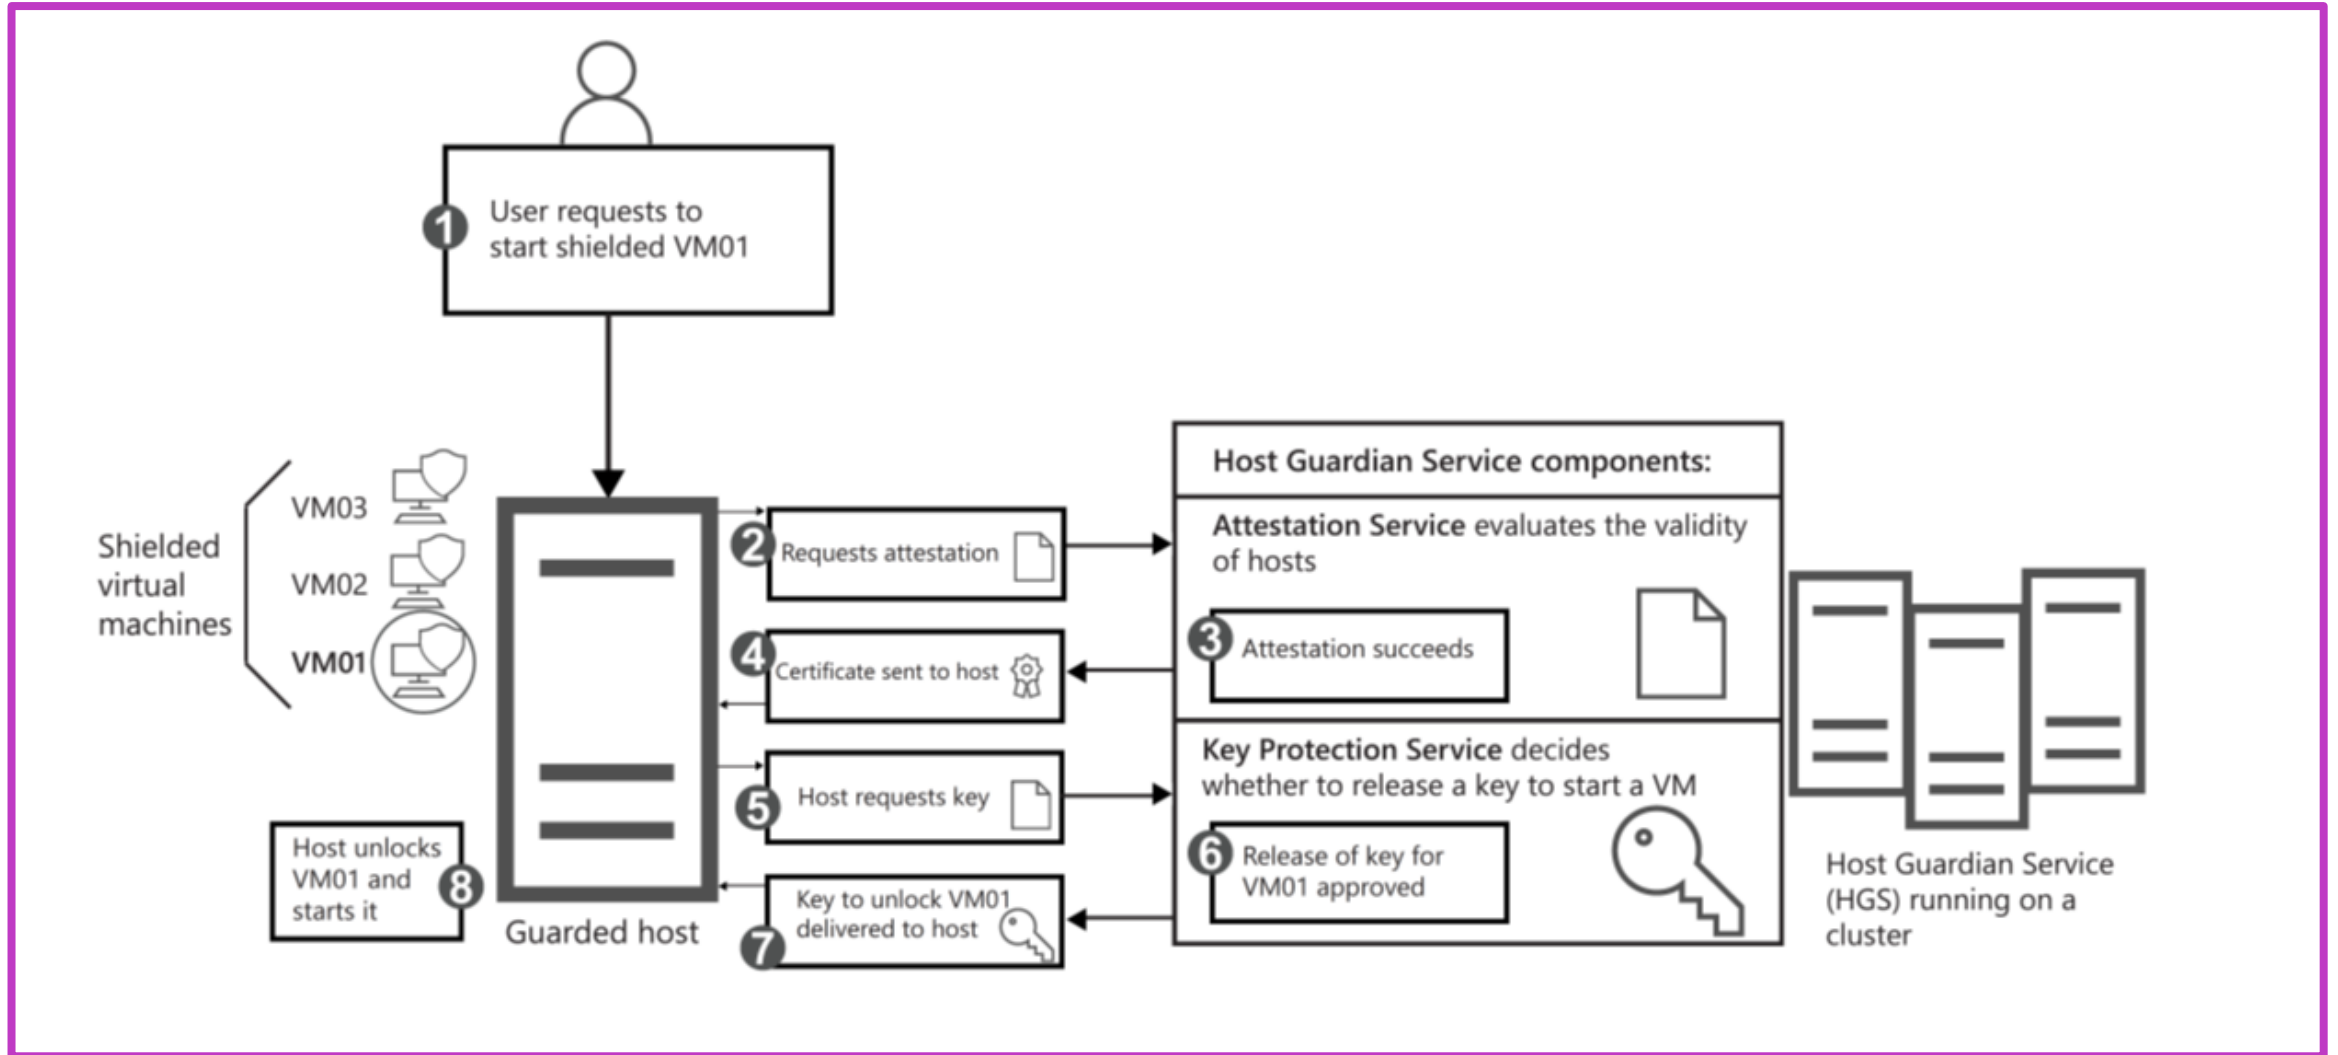 1
User requests to
start shielded VM01
Shielded
virtual
machines
VM03
VM02
VM01
Guarded host
2
Requests attestation
4
Certificate sent to host
5
Host requests key
7
Key to unlock VM01
delivered to host
8
Host unlocks
VM01 and
starts it
Host Guardian Service components:
Attestation Service evaluates the validity
of hosts
3
Attestation succeeds
Key Protection Service decides
whether to release a key to start a VM
6
Release of key for
VM01 approved
Host Guardian Service
(HGS) running on a
cluster